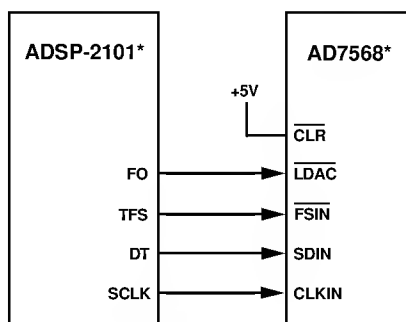 ADSP-2101*
AD7568*
+5V
CLR
FO
LDAC
TFS
FSIN
DT
SDIN
SCLK
CLKIN